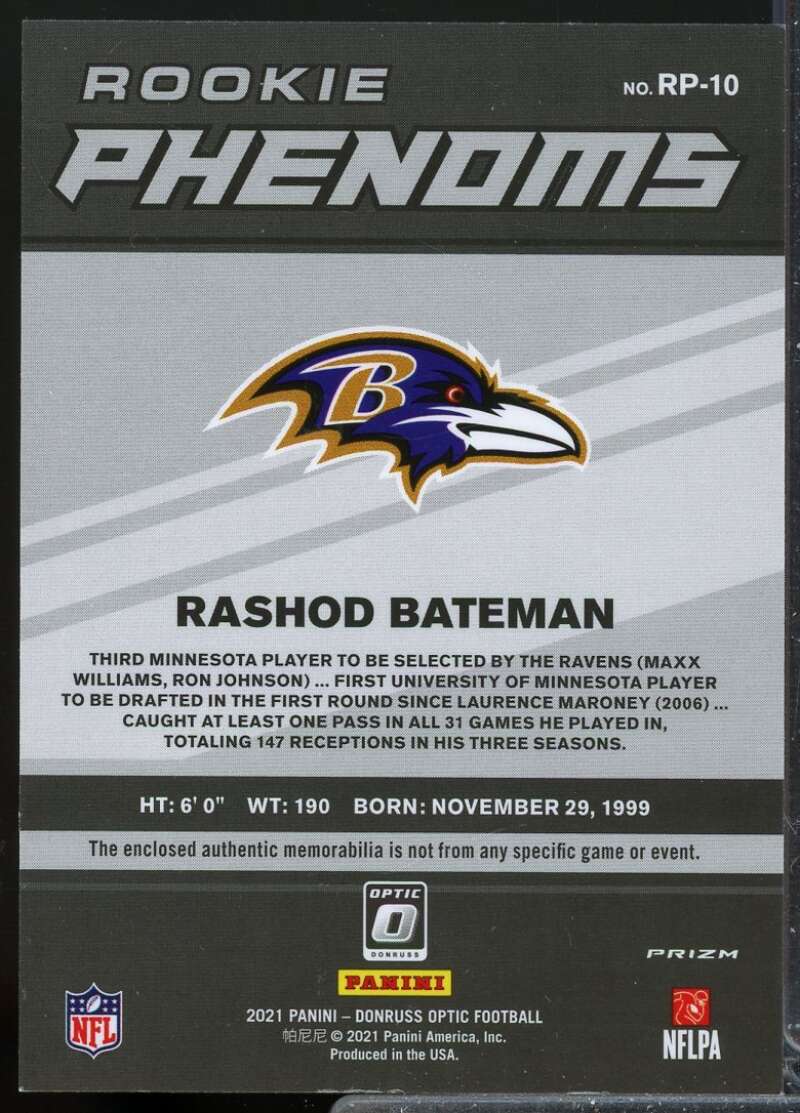 ROOKIE
NO. RP-10
PHENOMS
B
RASHOD BATEMAN
THIRD MINNESOTA PLAYER TO BE SELECTED BY THE RAVENS (MAXX
WILLIAMS, RON JOHNSON) ... FIRST UNIVERSITY OF MINNESOTA PLAYER
TO BE DRAFTED IN THE FIRST ROUND SINCE LAURENCE MARONEY (2006) ...
CAUGHT AT LEAST ONE PASS IN ALL 31 GAMES HE PLAYED IN,
TOTALING 147 RECEPTIONS IN HIS THREE SEASONS.
HT: 6' 0" WT: 190 BORN: NOVEMBER 29, 1999
The enclosed authentic memorabilia is not from any specific game or event.
OPTIC
O
DONRUSS
PRIZM
PANINI
NFL
2021 PANINI – DONRUSS OPTIC FOOTBALL
帕尼尼 © 2021 Panini America, Inc.
Produced in the USA.
NFLPA